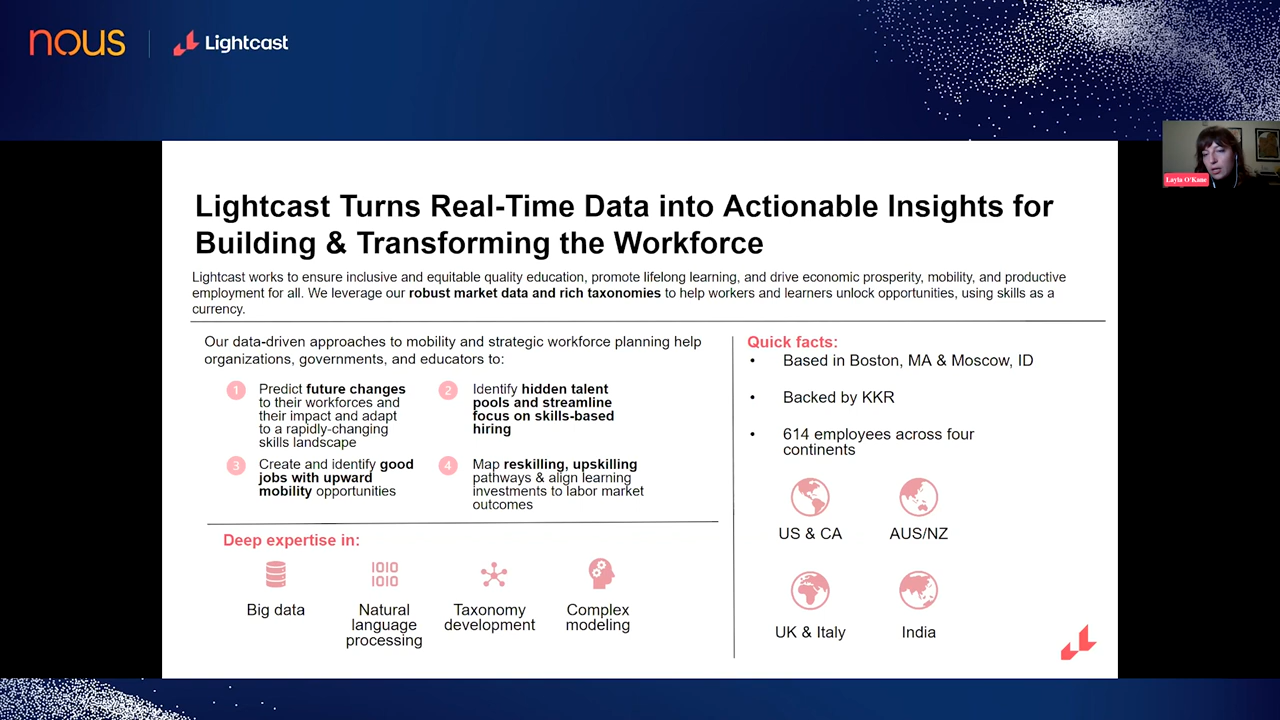 nous
Lightcast
Layla O'Kane
Lightcast Turns Real-Time Data into Actionable Insights for
Building & Transforming the Workforce
Lightcast works to ensure inclusive and equitable quality education, promote lifelong learning, and drive economic prosperity, mobility, and productive
employment for all. We leverage our robust market data and rich taxonomies to help workers and learners unlock opportunities, using skills as a
currency.
Our data-driven approaches to mobility and strategic workforce planning help
organizations, governments, and educators to:
1
Predict future changes
to their workforces and
their impact and adapt
to a rapidly-changing
skills landscape
2
Identify hidden talent
pools and streamline
focus on skills-based
hiring
3
Create and identify good
jobs with upward
mobility opportunities
4
Map reskilling, upskilling
pathways & align learning
investments to labor market
outcomes
Deep expertise in:
1010
1010
Big data
Natural
language
processing
Taxonomy
development
Complex
modeling
Quick facts:
• Based in Boston, MA & Moscow, ID
• Backed by KKR
• 614 employees across four
continents
US & CA
AUS/NZ
UK & Italy
India